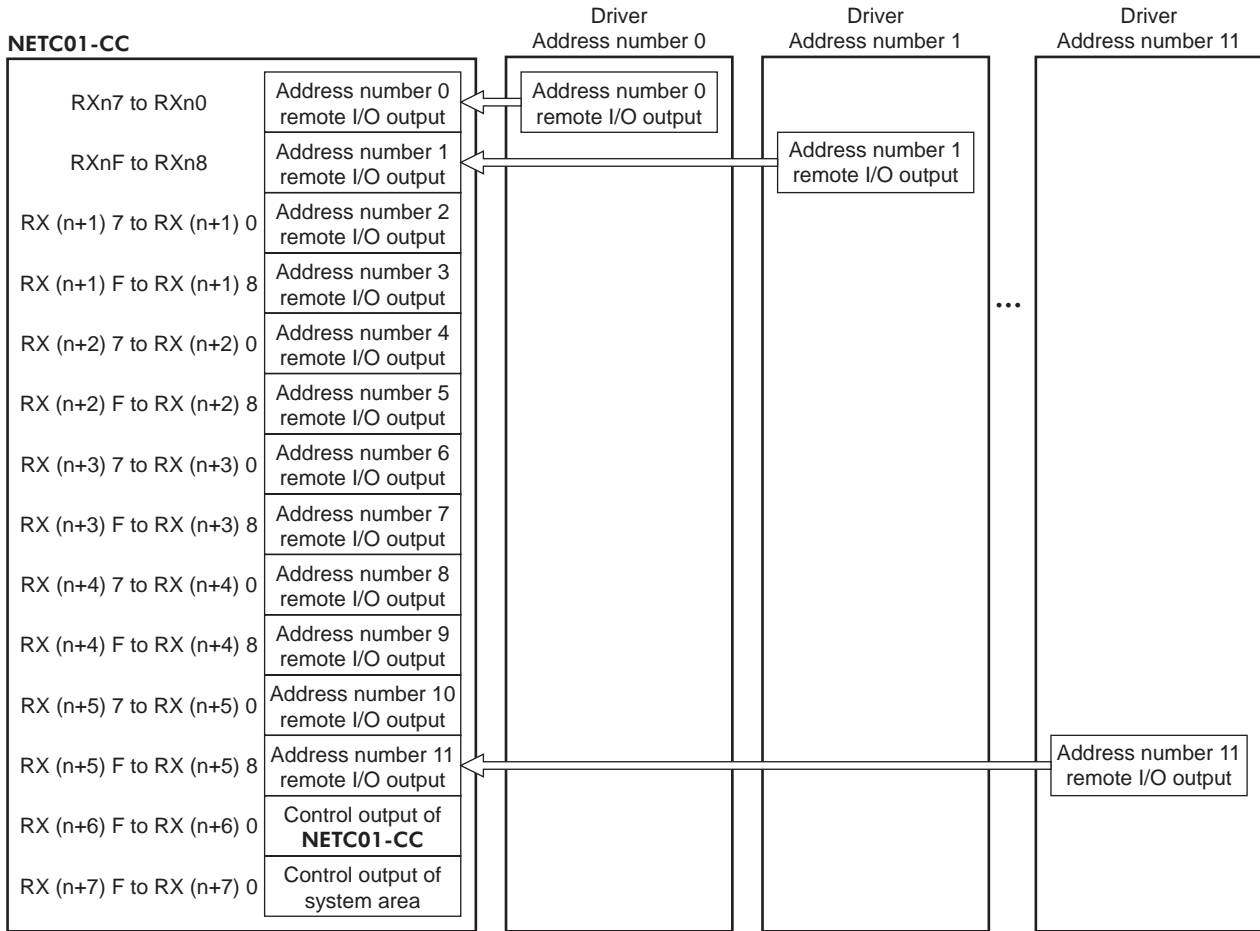 Driver
Address number 0
Driver
Address number 1
Driver
Address number 11
NETC01-CC
RXn7 to RXn0
Address number 0
remote I/O output
Address number 0
remote I/O output
RXnF to RXn8
Address number 1
remote I/O output
Address number 1
remote I/O output
RX (n+1) 7 to RX (n+1) 0
Address number 2
remote I/O output
RX (n+1) F to RX (n+1) 8
Address number 3
remote I/O output
...
RX (n+2) 7 to RX (n+2) 0
Address number 4
remote I/O output
RX (n+2) F to RX (n+2) 8
Address number 5
remote I/O output
RX (n+3) 7 to RX (n+3) 0
Address number 6
remote I/O output
RX (n+3) F to RX (n+3) 8
Address number 7
remote I/O output
RX (n+4) 7 to RX (n+4) 0
Address number 8
remote I/O output
RX (n+4) F to RX (n+4) 8
Address number 9
remote I/O output
RX (n+5) 7 to RX (n+5) 0
Address number 10
remote I/O output
RX (n+5) F to RX (n+5) 8
Address number 11
remote I/O output
Address number 11
remote I/O output
RX (n+6) F to RX (n+6) 0
Control output of
NETC01-CC
RX (n+7) F to RX (n+7) 0
Control output of
system area